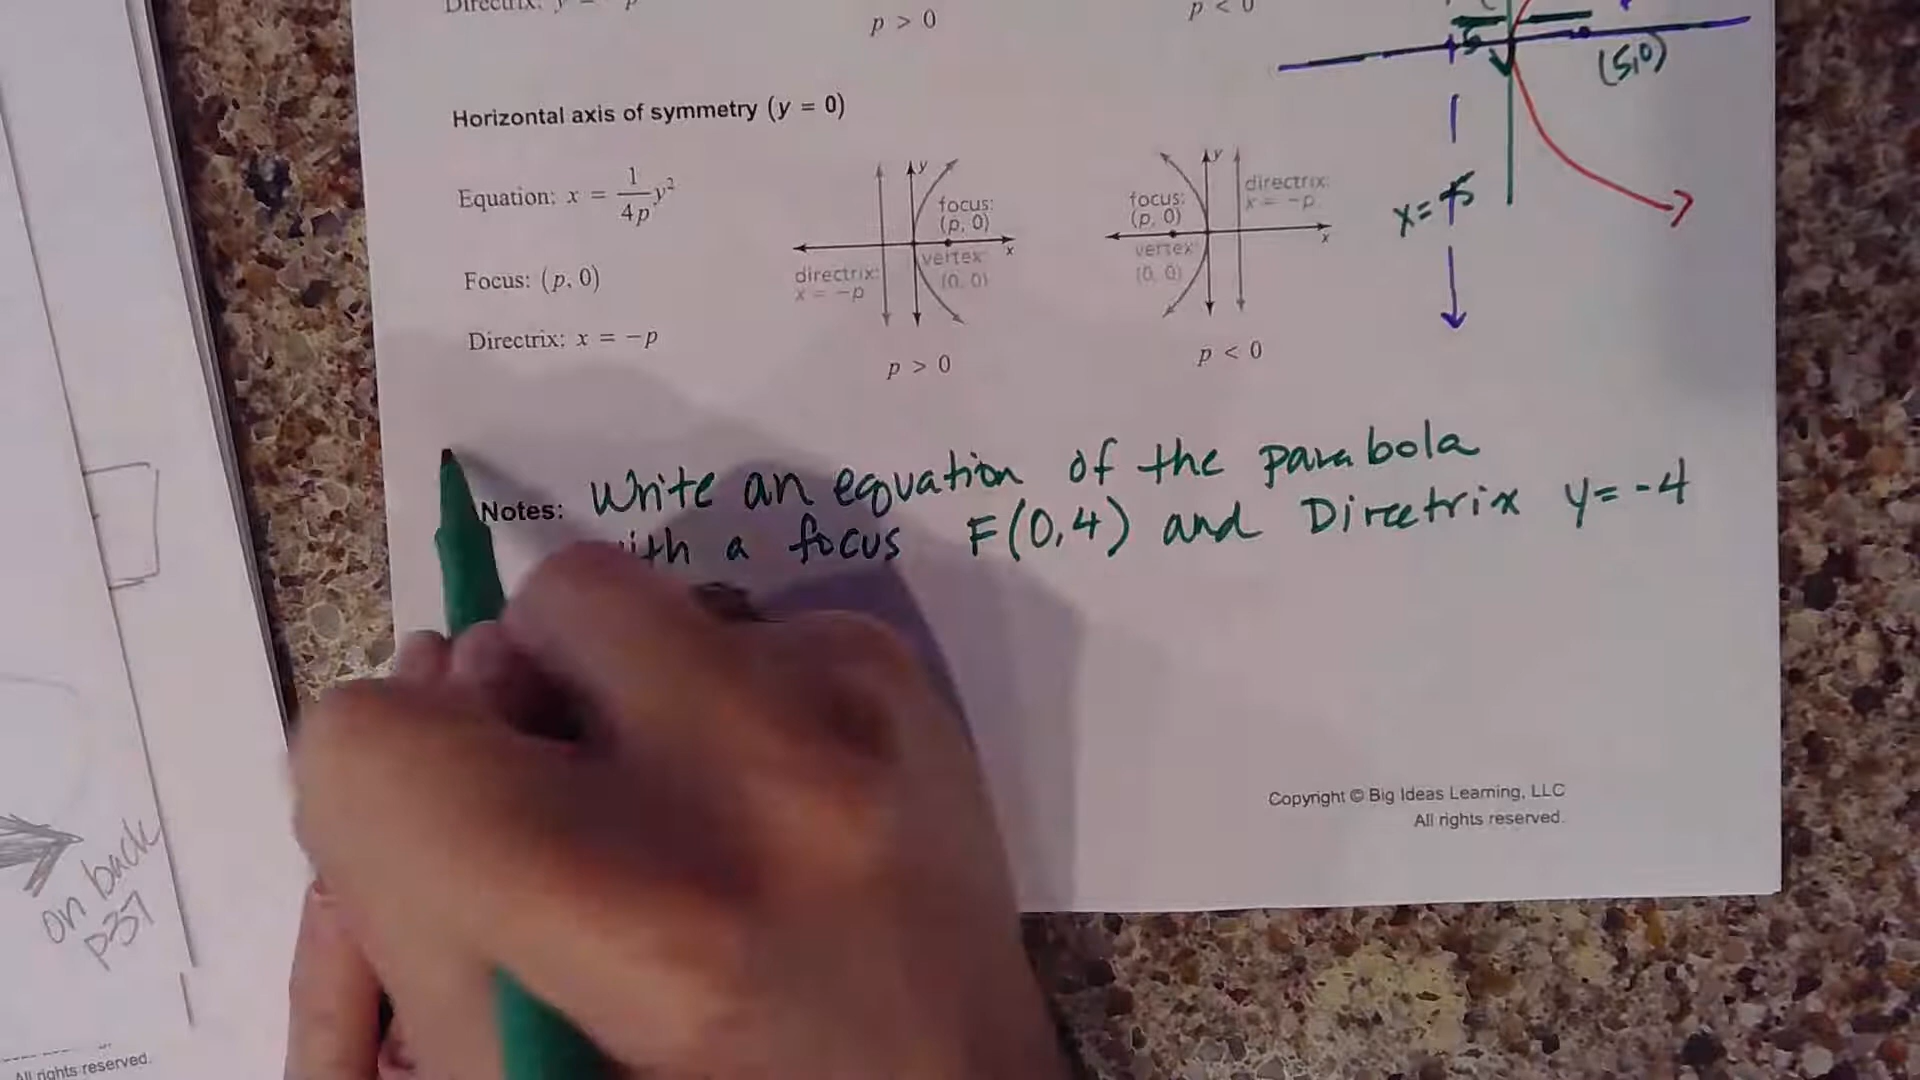 Directrix: y = -p
p > 0
p < 0
(5,0)
Horizontal axis of symmetry (y = 0)
Equation: x = 1/4p y²
Focus: (p, 0)
Directrix: x = −p
y
focus:
(p, 0)
x
vertex:
(0, 0)
directrix:
x = −p
p > 0
y
directrix:
x = −p
focus:
(p, 0)
x
vertex:
(0, 0)
p < 0
Notes: Write an equation of the parabola
ith a focus F(0,4) and Directrix y=-4
Copyright © Big Ideas Learning, LLC
All rights reserved.
on back
p37
All rights reserved.